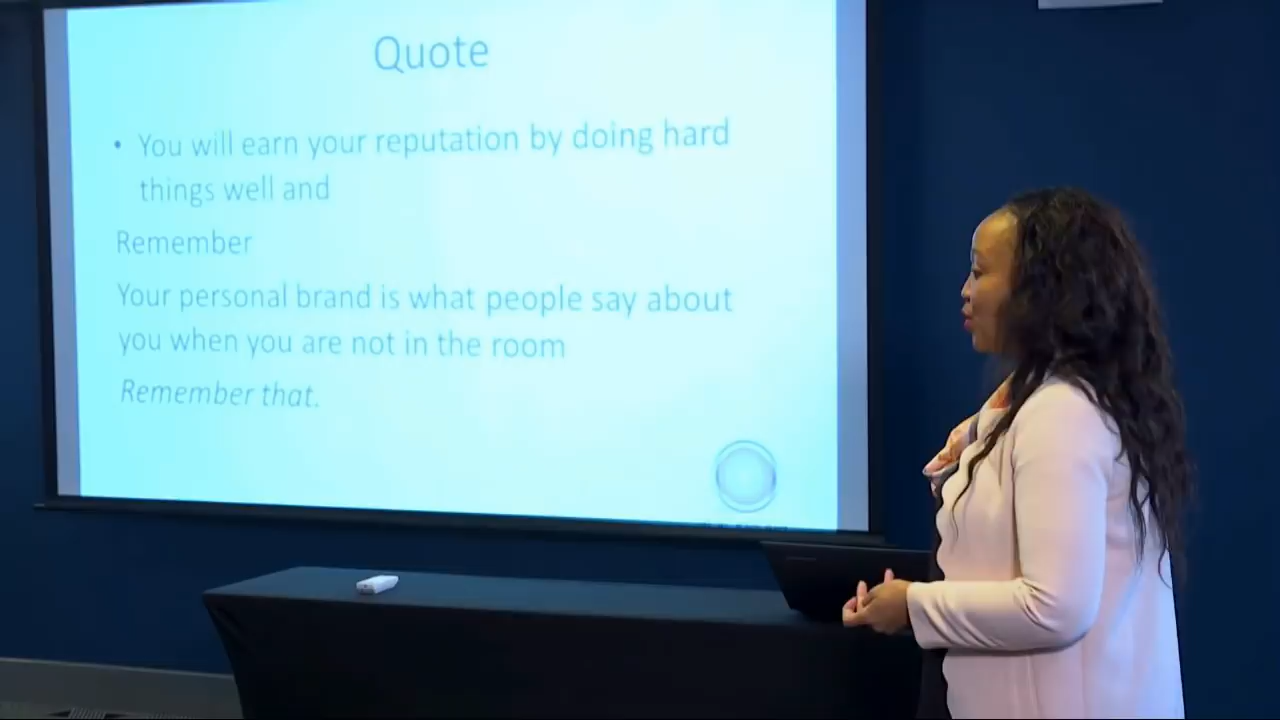 Quote
• You will earn your reputation by doing hard
things well and
Remember
Your personal brand is what people say about
you when you are not in the room
Remember that.